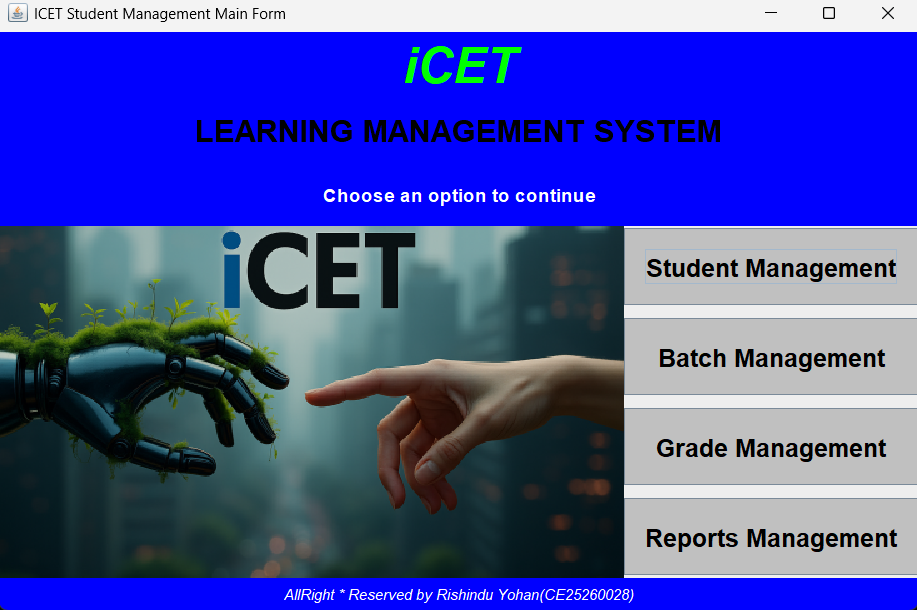 ICET Student Management Main Form
iCET
LEARNING MANAGEMENT SYSTEM
Choose an option to continue
iCET
Student Management
Batch Management
Grade Management
Reports Management
AllRight * Reserved by Rishindu Yohan(CE25260028)